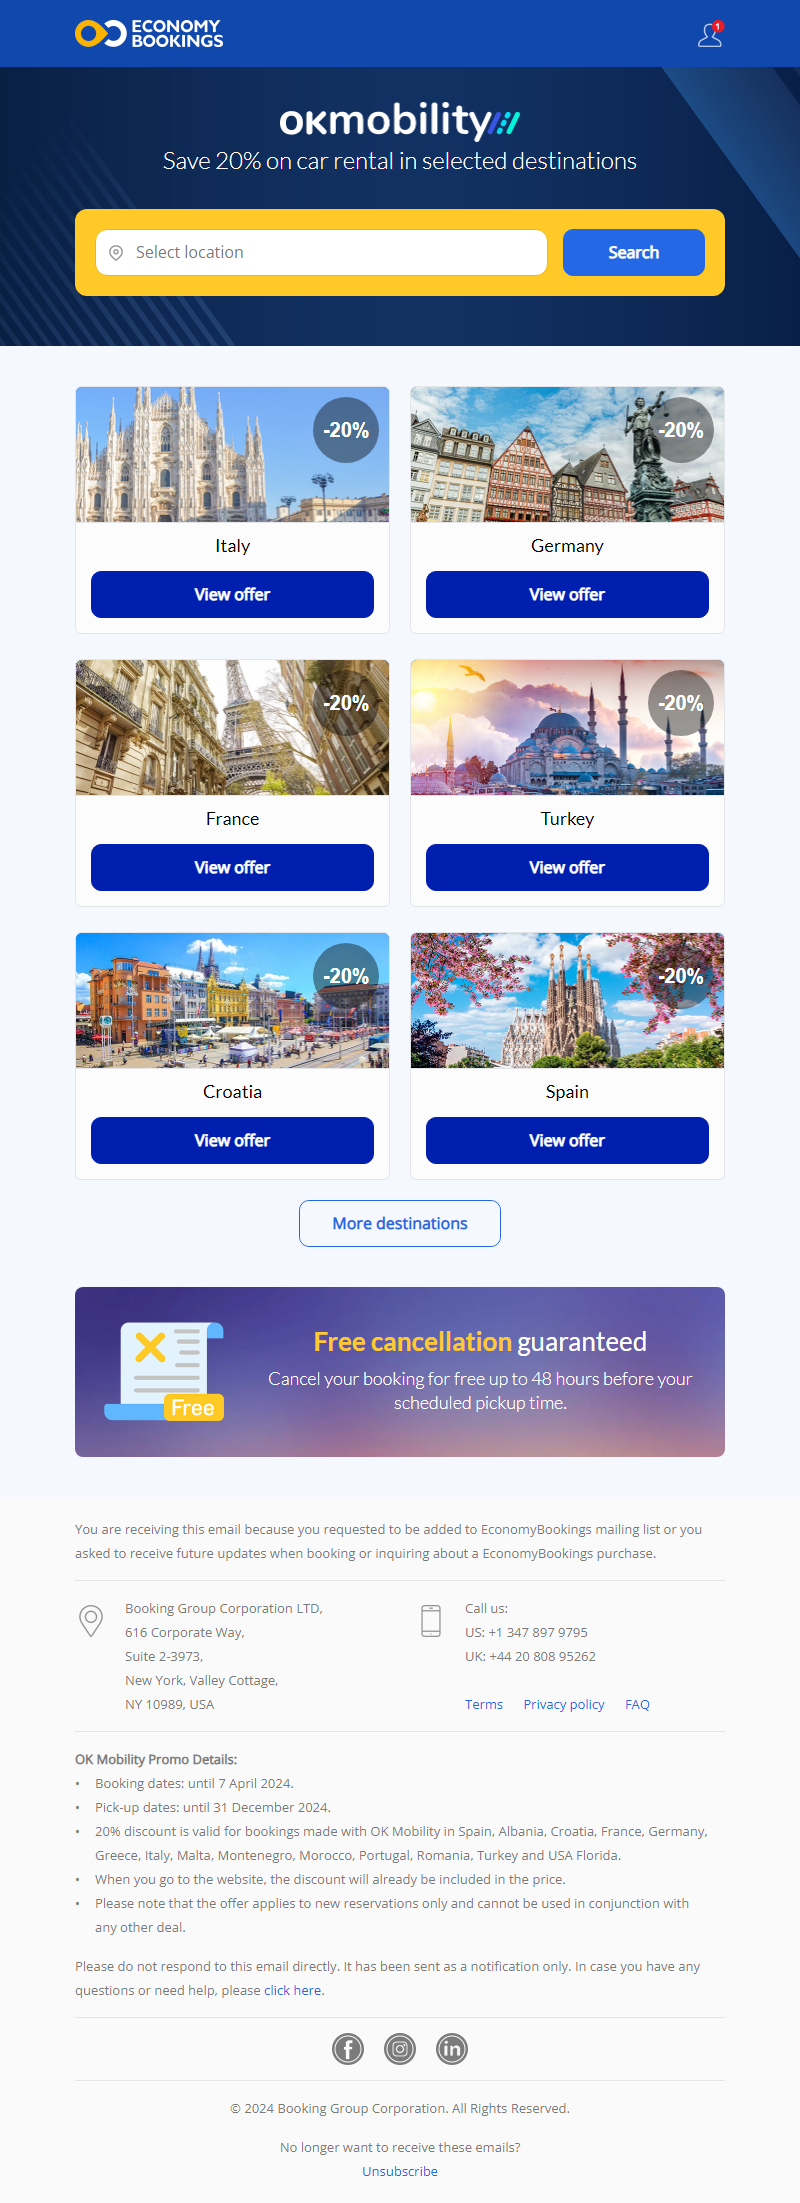 ECONOMY
BOOKINGS
1
okmobility
Save 20% on car rental in selected destinations
Select location
Search
-20%
-20%
Italy
Germany
View offer
View offer
-20%
-20%
France
Turkey
View offer
View offer
-20%
-20%
Croatia
Spain
View offer
View offer
More destinations
Free cancellation guaranteed
Cancel your booking for free up to 48 hours before your
scheduled pickup time.
Free
You are receiving this email because you requested to be added to EconomyBookings mailing list or you
asked to receive future updates when booking or inquiring about a EconomyBookings purchase.
Booking Group Corporation LTD,
616 Corporate Way,
Suite 2-3973,
New York, Valley Cottage,
NY 10989, USA
Call us:
US: +1 347 897 9795
UK: +44 20 808 95262
Terms Privacy policy FAQ
OK Mobility Promo Details:
• Booking dates: until 7 April 2024.
• Pick-up dates: until 31 December 2024.
• 20% discount is valid for bookings made with OK Mobility in Spain, Albania, Croatia, France, Germany,
Greece, Italy, Malta, Montenegro, Morocco, Portugal, Romania, Turkey and USA Florida.
• When you go to the website, the discount will already be included in the price.
• Please note that the offer applies to new reservations only and cannot be used in conjunction with
any other deal.
Please do not respond to this email directly. It has been sent as a notification only. In case you have any
questions or need help, please click here.
f
in
© 2024 Booking Group Corporation. All Rights Reserved.
No longer want to receive these emails?
Unsubscribe